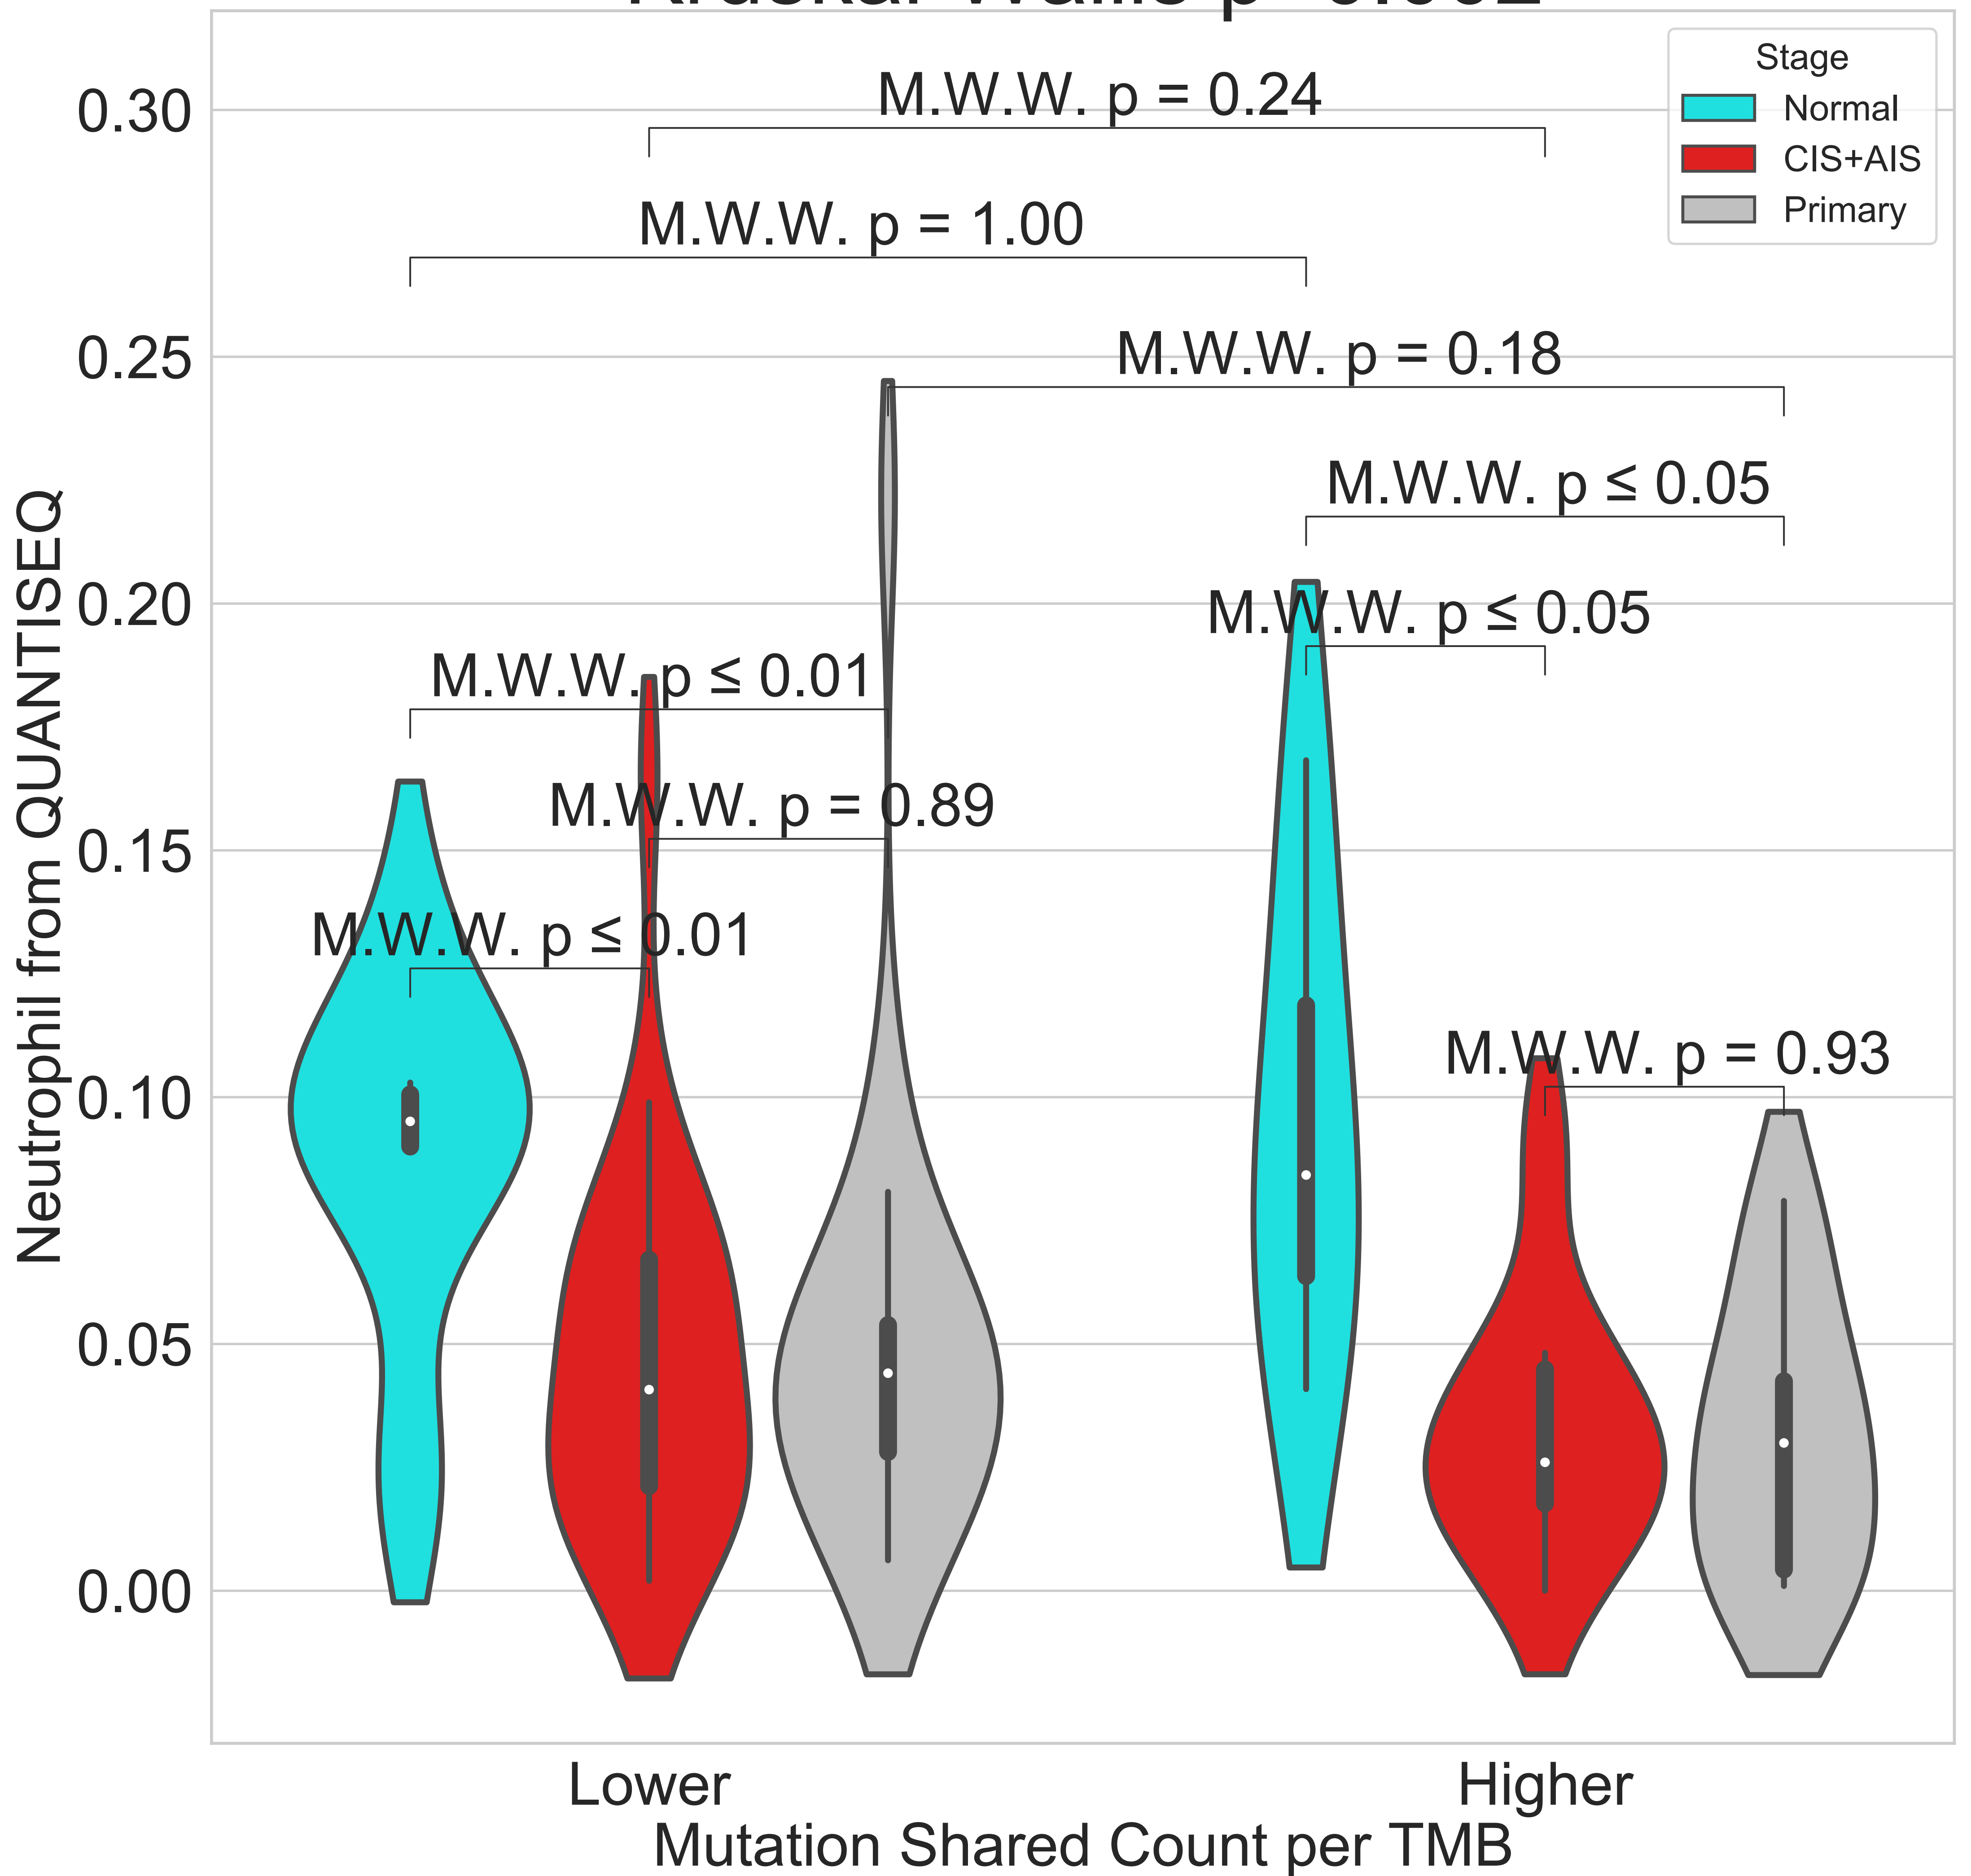 Stage
Normal
CIS+AIS
Primary
M.W.W. p = 0.24
M.W.W. p = 1.00
M.W.W. p = 0.18
M.W.W. p ≤ 0.05
M.W.W. p ≤ 0.05
M.W.W. p ≤ 0.01
M.W.W. p = 0.89
M.W.W. p ≤ 0.01
M.W.W. p = 0.93
0.30
0.25
0.20
0.15
0.10
0.05
0.00
Neutrophil from QUANTISEQ
Lower
Higher
Mutation Shared Count per TMB